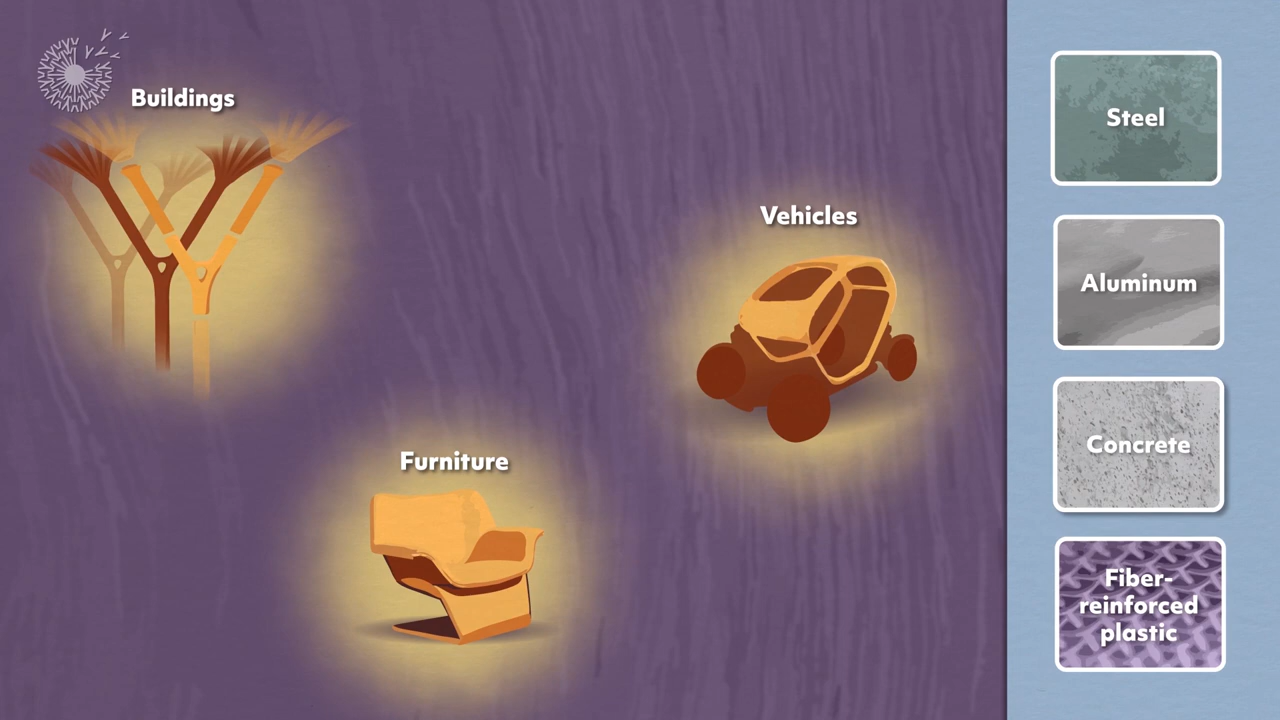 Buildings
Vehicles
Furniture
Steel
Aluminum
Concrete
Fiber-
reinforced
plastic